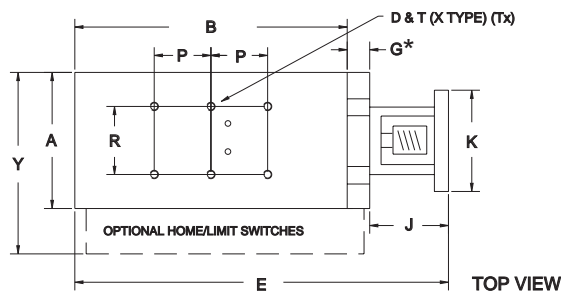 B
D & T (X TYPE) (Tx)
P
P
G*
A
R
Y
K
J
OPTIONAL HOME/LIMIT SWITCHES
E
TOP VIEW